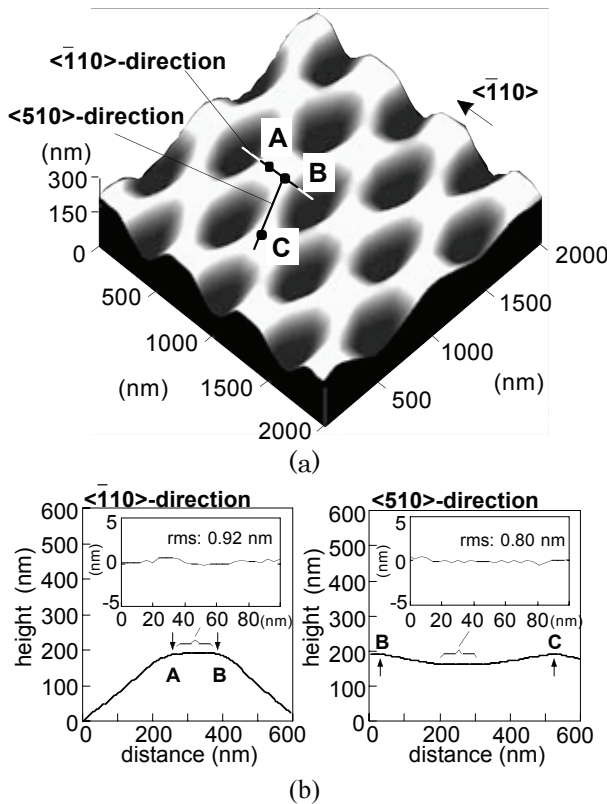 (a)
<1̄10>-direction
<510>-direction
<1̄10>
A
B
C
(nm)
300
150
0
500
1000
1500
2000
(nm)
500
1000
1500
2000
(nm)
(a)
<1̄10>-direction
600
500
400
300
200
100
0
height (nm)
5
0
-5
(nm)
rms: 0.92 nm
0 20 40 60 80 (nm)
A B
0 200 400 600
distance (nm)
<510>-direction
600
500
400
300
200
100
0
height (nm)
5
0
-5
(nm)
rms: 0.80 nm
0 20 40 60 80 (nm)
B C
0 200 400 600
distance (nm)
(b)